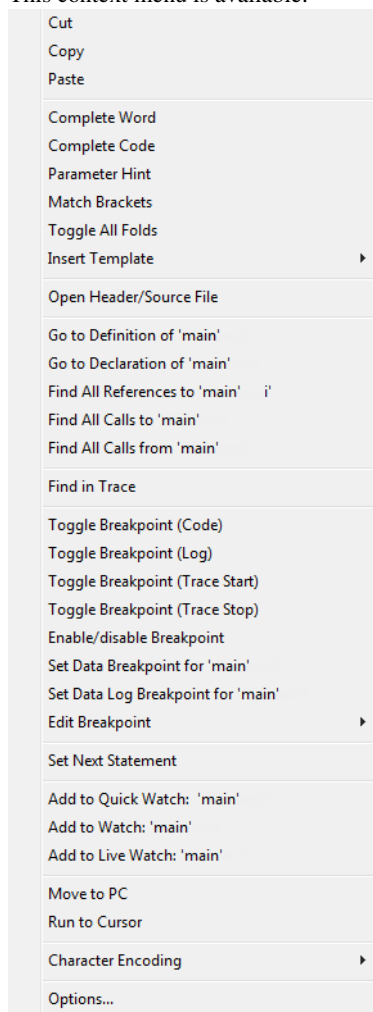 This context menu is available:
Cut
Copy
Paste
Complete Word
Complete Code
Parameter Hint
Match Brackets
Toggle All Folds
Insert Template
Open Header/Source File
Go to Definition of 'main'
Go to Declaration of 'main'
Find All References to 'main' i'
Find All Calls to 'main'
Find All Calls from 'main'
Find in Trace
Toggle Breakpoint (Code)
Toggle Breakpoint (Log)
Toggle Breakpoint (Trace Start)
Toggle Breakpoint (Trace Stop)
Enable/disable Breakpoint
Set Data Breakpoint for 'main'
Set Data Log Breakpoint for 'main'
Edit Breakpoint
Set Next Statement
Add to Quick Watch: 'main'
Add to Watch: 'main'
Add to Live Watch: 'main'
Move to PC
Run to Cursor
Character Encoding
Options...